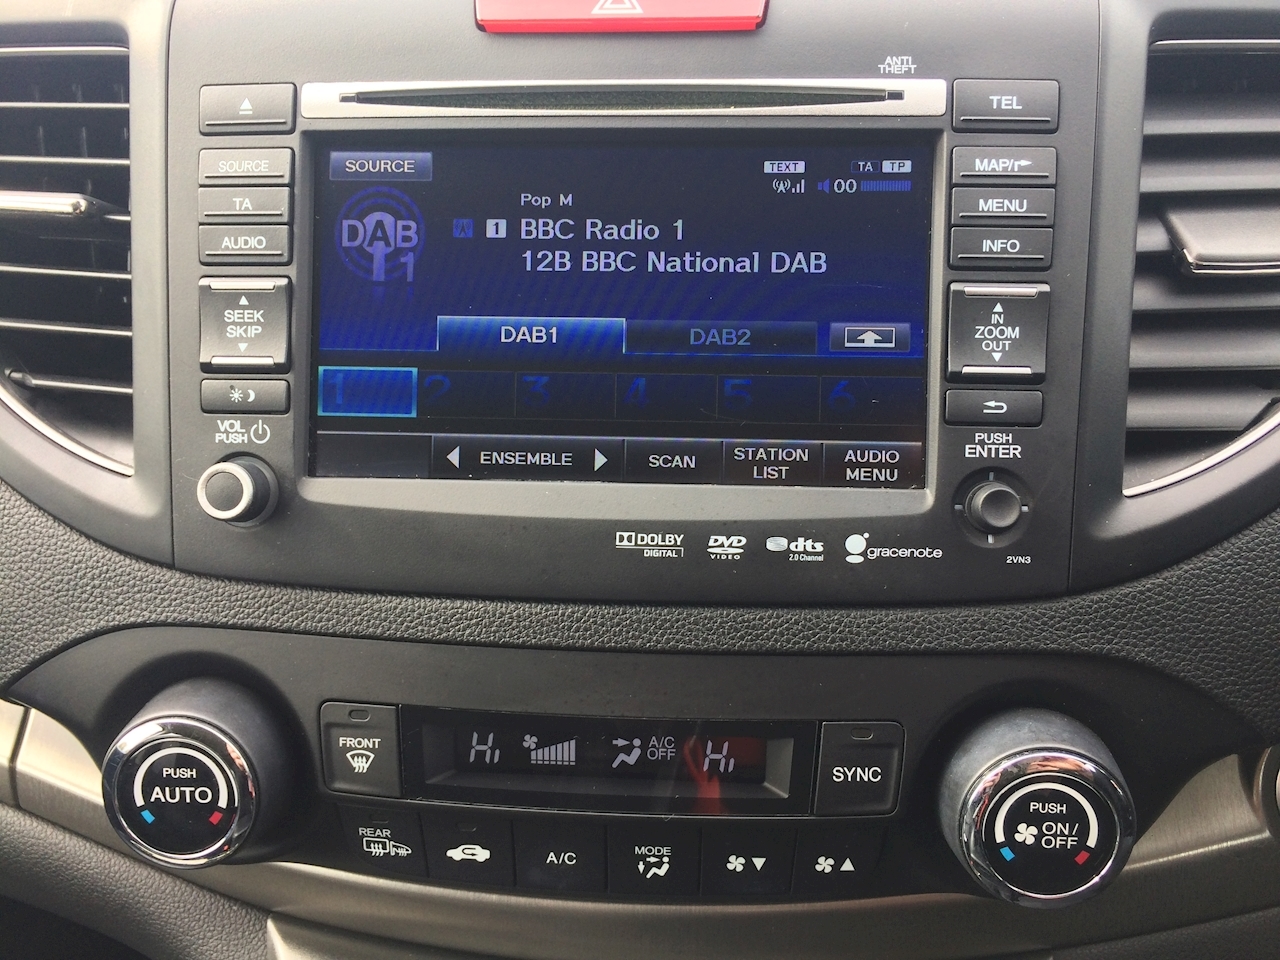 ANTI
THEFT
TEL
SOURCE
SOURCE
TEXT
TA TP
MAP/
00
TA
Pop M
MENU
DAB
1
1 BBC Radio 1
AUDIO
INFO
12B BBC National DAB
SEEK
SKIP
IN
ZOOM
OUT
DAB1
DAB2
1 2 3 4 5 6
VOL
PUSH
ENSEMBLE
SCAN
STATION
LIST
AUDIO
MENU
PUSH
ENTER
DOLBY
DIGITAL
DVD
VIDEO
dts
2.0 Channel
gracenote
2VN3
FRONT
Hi
A/C
OFF
Hi
SYNC
PUSH
AUTO
PUSH
ON/
OFF
REAR
A/C
MODE